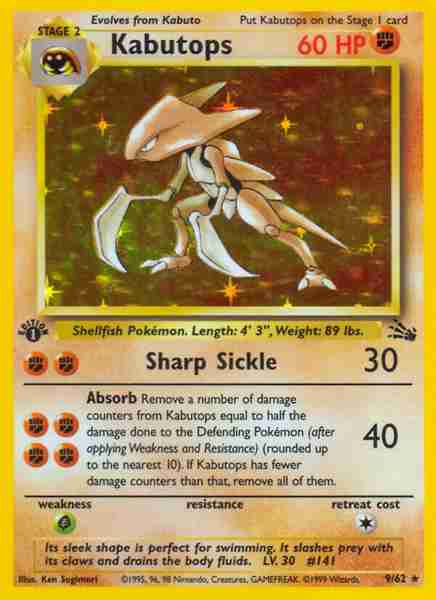 Evolves from Kabuto
Put Kabutops on the Stage 1 card
STAGE 2
Kabutops
60 HP
EDITION
1
Shellfish Pokémon. Length: 4' 3", Weight: 89 lbs.
Sharp Sickle 30
Absorb Remove a number of damage
counters from Kabutops equal to half the
damage done to the Defending Pokémon (after
applying Weakness and Resistance) (rounded up
to the nearest 10). If Kabutops has fewer
damage counters than that, remove all of them.
40
weakness resistance retreat cost
Its sleek shape is perfect for swimming. It slashes prey with
its claws and drains the body fluids. LV. 30 #141
Illus. Ken Sugimori ©1995, 96, 98 Nintendo, Creatures, GAMEFREAK. ©1999 Wizards. 9/62 ★